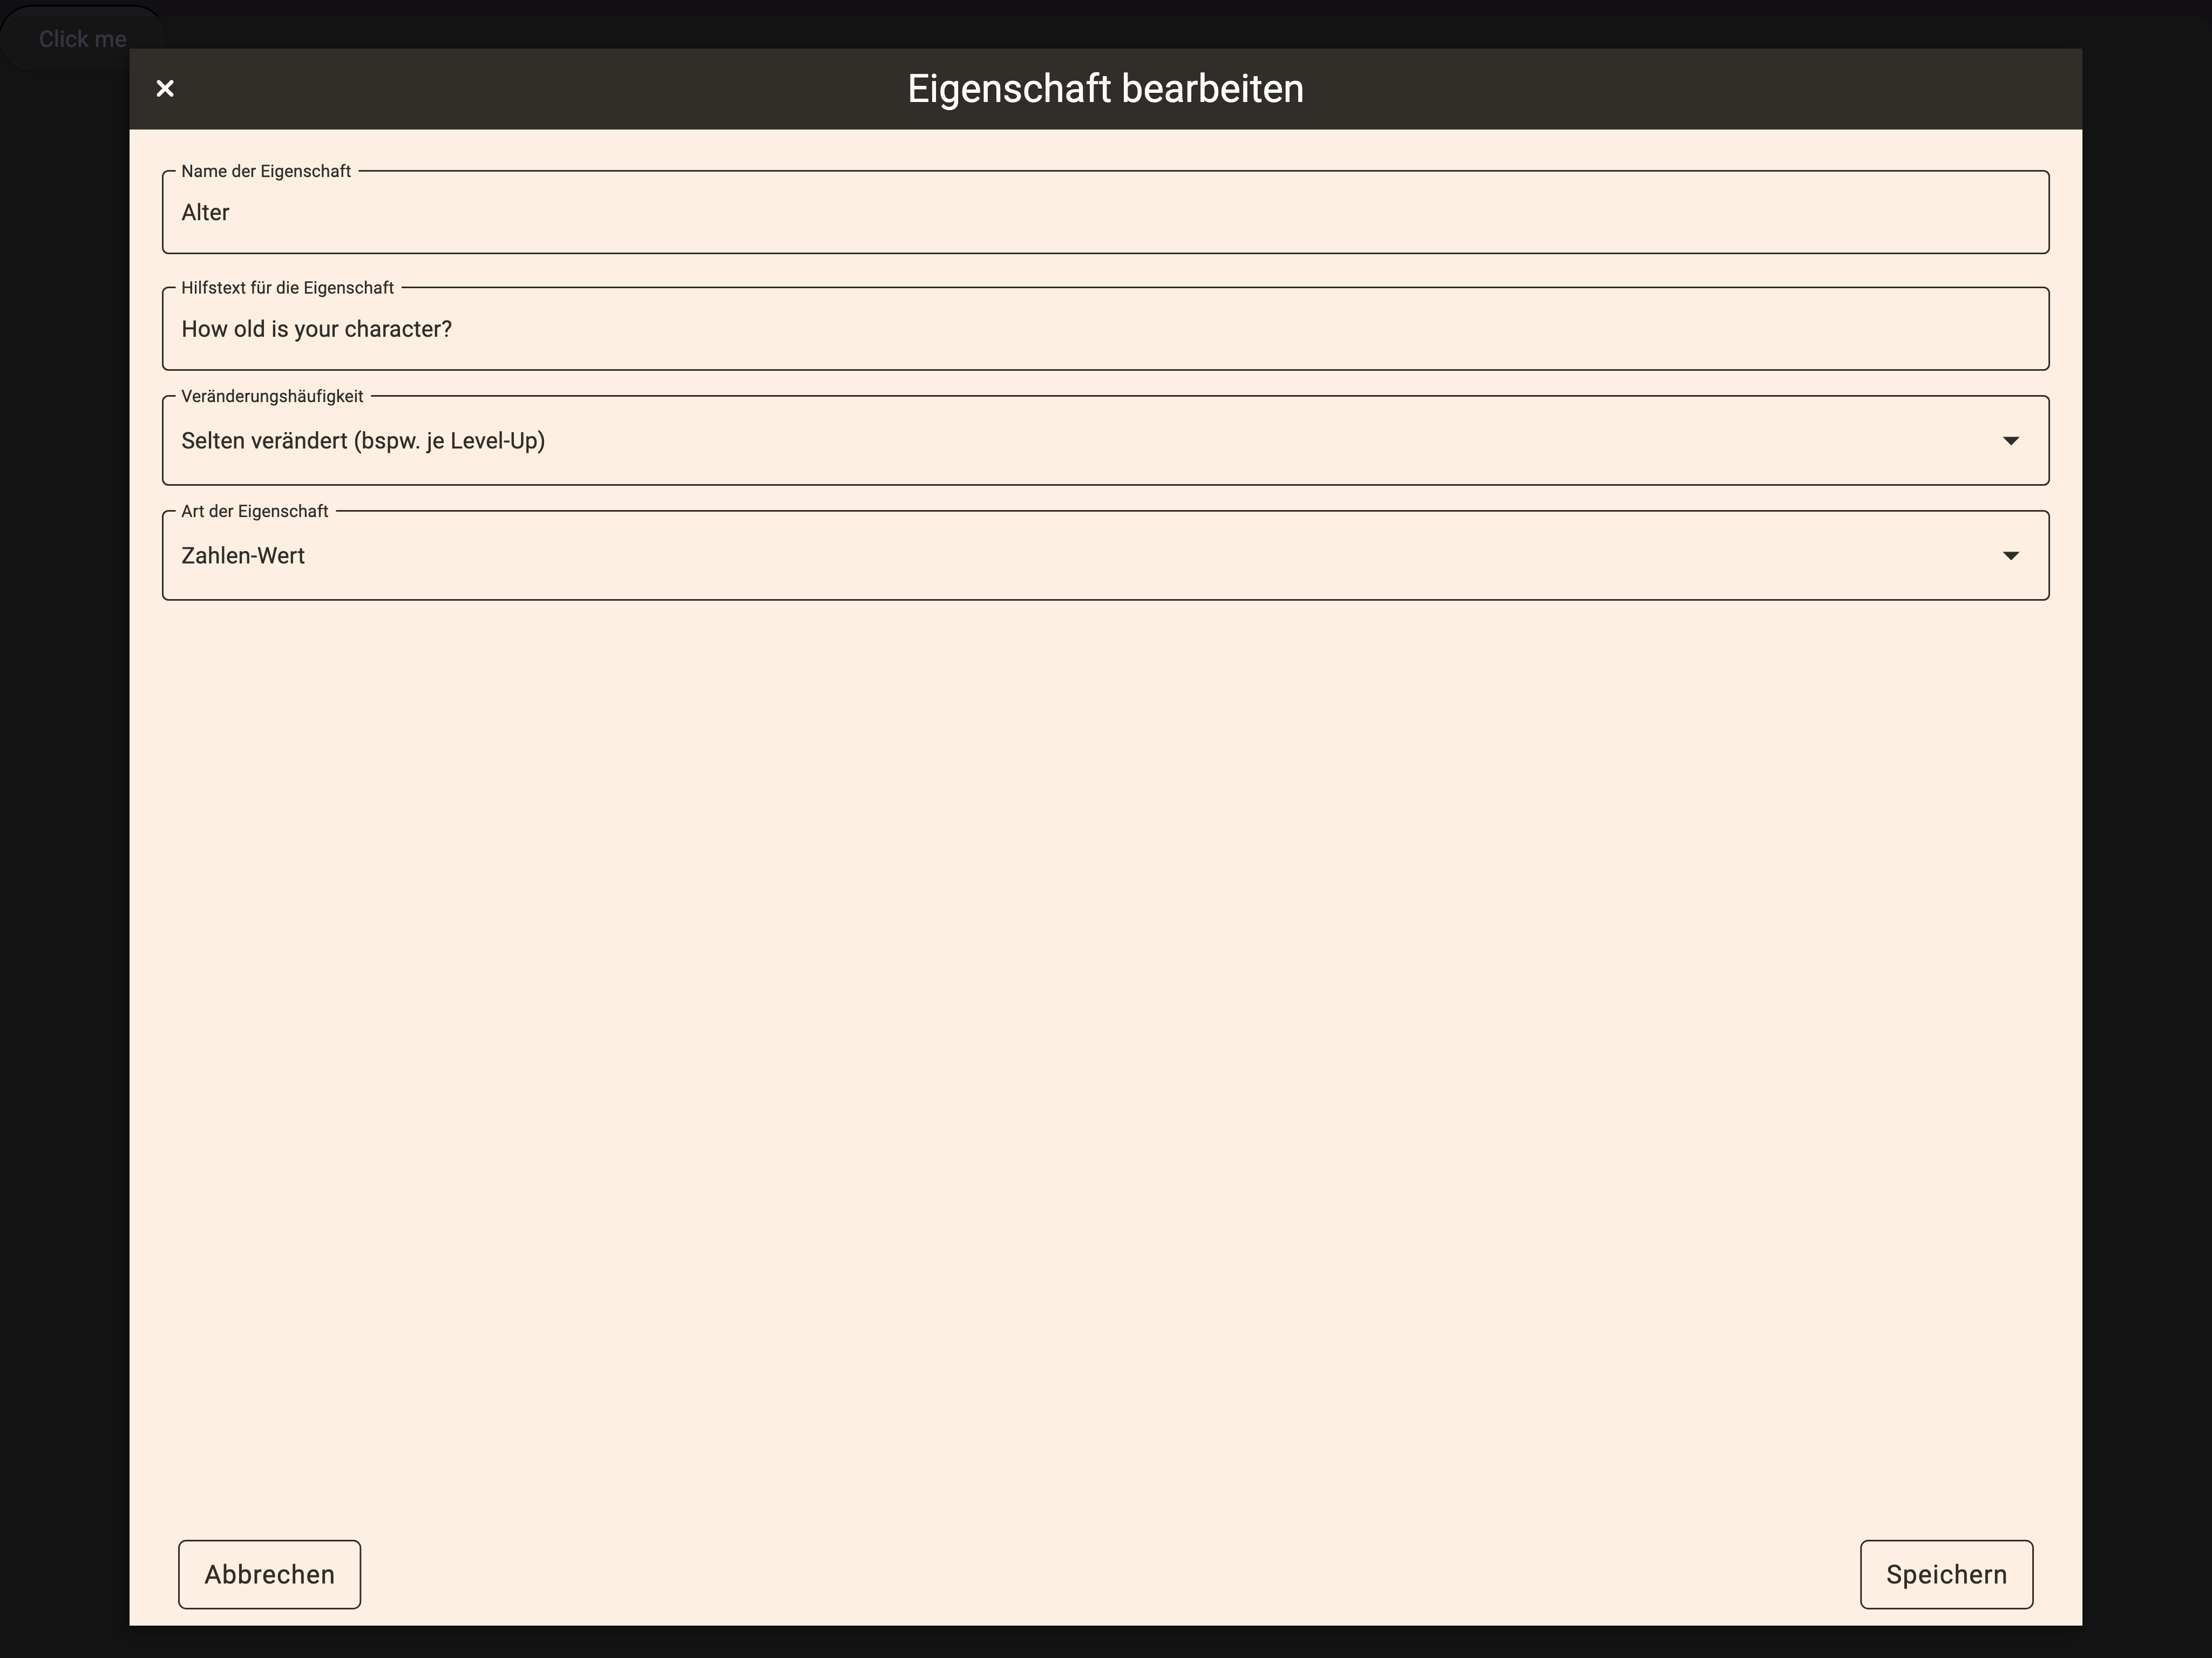 Click me
Eigenschaft bearbeiten
Name der Eigenschaft
Alter
Hilfstext für die Eigenschaft
How old is your character?
Veränderungshäufigkeit
Selten verändert (bspw. je Level-Up)
Art der Eigenschaft
Zahlen-Wert
Abbrechen
Speichern